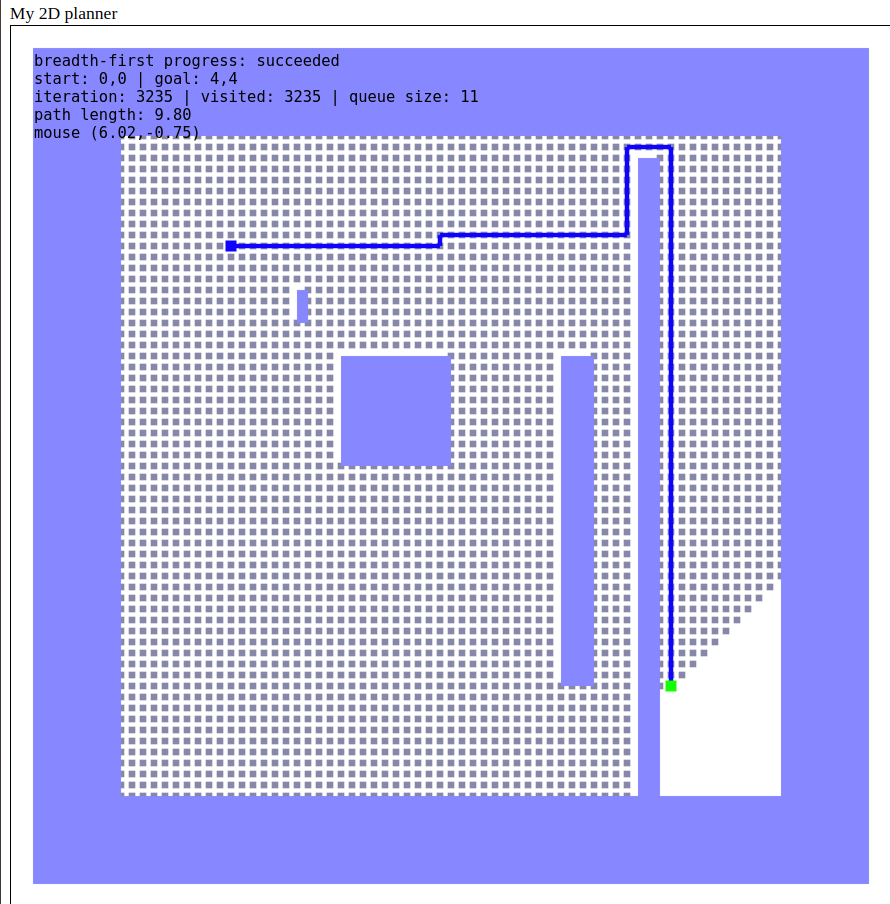 My 2D planner
breadth-first progress: succeeded
start: 0,0 | goal: 4,4
iteration: 3235 | visited: 3235 | queue size: 11
path length: 9.80
mouse (6.02,-0.75)